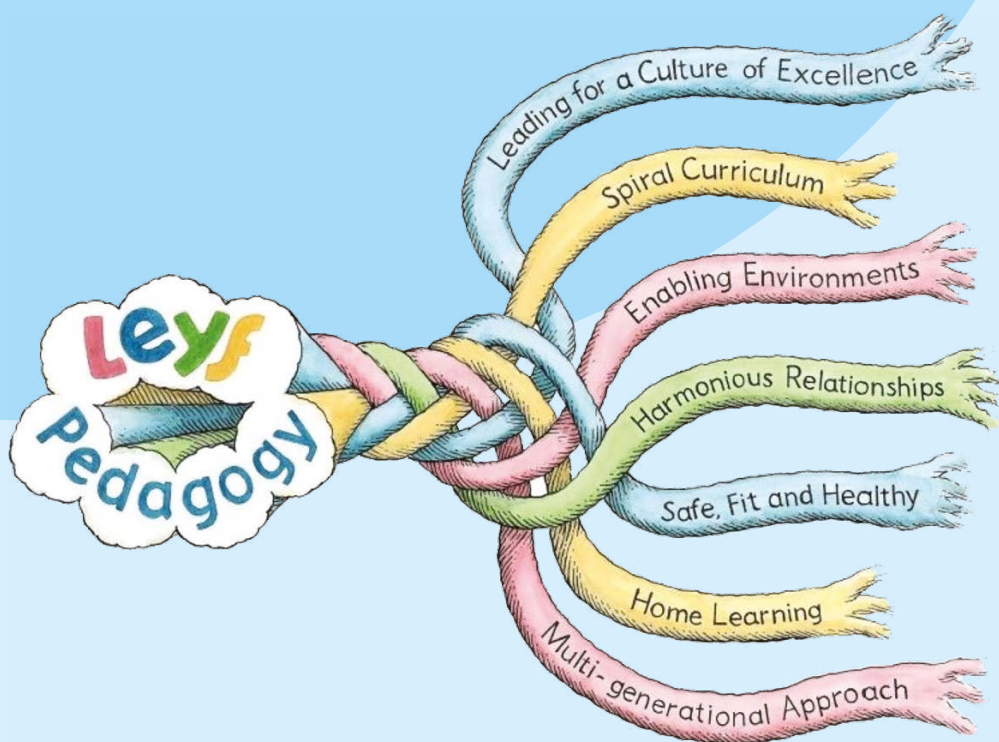 Leyf
Pedagogy
Leading for a Culture of Excellence
Spiral Curriculum
Enabling Environments
Harmonious Relationships
Safe, Fit and Healthy
Home Learning
Multi-generational Approach